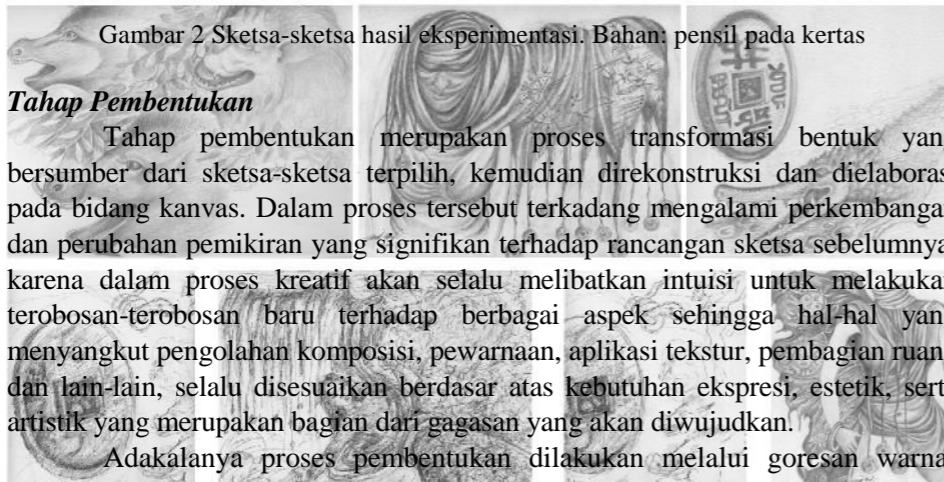 Gambar 2 Sketsa-sketsa hasil eksperimentasi. Bahan: pensil pada kertas
Tahap Pembentukan
Tahap pembentukan merupakan proses transformasi bentuk yan
bersumber dari sketsa-sketsa terpilih, kemudian direkonstruksi dan dielaboras
pada bidang kanvas. Dalam proses tersebut terkadang mengalami perkembanga
dan perubahan pemikiran yang signifikan terhadap rancangan sketsa sebelumnya
karena dalam proses kreatif akan selalu melibatkan intuisi untuk melakuka
terobosan-terobosan baru terhadap berbagai aspek sehingga hal-hal yan
menyangkut pengolahan komposisi, pewarnaan, aplikasi tekstur, pembagian ruan
dan lain-lain, selalu disesuaikan berdasar atas kebutuhan ekspresi, estetik, sert
artistik yang merupakan bagian dari gagasan yang akan diwujudkan.
Adakalanya proses pembentukan dilakukan melalui goresan warna